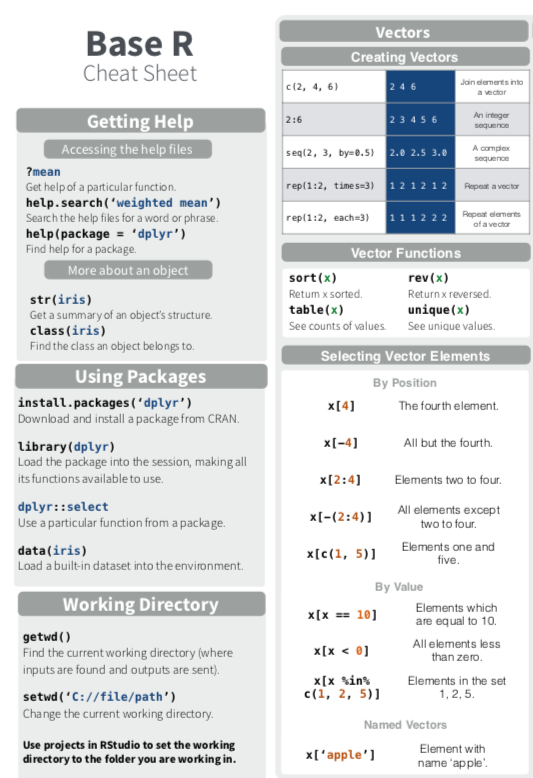 Base R
Cheat Sheet
Getting Help
Accessing the help files
?mean
Get help of a particular function.
help.search(‘weighted mean’)
Search the help files for a word or phrase.
help(package = ‘dplyr’)
Find help for a package.
More about an object
str(iris)
Get a summary of an object’s structure.
class(iris)
Find the class an object belongs to.
Using Packages
install.packages(‘dplyr’)
Download and install a package from CRAN.
library(dplyr)
Load the package into the session, making all
its functions available to use.
dplyr::select
Use a particular function from a package.
data(iris)
Load a built-in dataset into the environment.
Working Directory
getwd()
Find the current working directory (where
inputs are found and outputs are sent).
setwd(‘C://file/path’)
Change the current working directory.
Use projects in RStudio to set the working
directory to the folder you are working in.
Vectors
Creating Vectors
c(2, 4, 6) 2 4 6 Join elements into
a vector
2:6 2 3 4 5 6 An integer
sequence
seq(2, 3, by=0.5) 2.0 2.5 3.0 A complex
sequence
rep(1:2, times=3) 1 2 1 2 1 2 Repeat a vector
rep(1:2, each=3) 1 1 1 2 2 2 Repeat elements
of a vector
Vector Functions
sort(x) rev(x)
Return x sorted. Return x reversed.
table(x) unique(x)
See counts of values. See unique values.
Selecting Vector Elements
By Position
x[4] The fourth element.
x[-4] All but the fourth.
x[2:4] Elements two to four.
x[-(2:4)] All elements except
two to four.
x[c(1, 5)] Elements one and
five.
By Value
x[x == 10] Elements which
are equal to 10.
x[x < 0] All elements less
than zero.
x[x %in% Elements in the set
c(1, 2, 5)] 1, 2, 5.
Named Vectors
x[‘apple’] Element with
name ‘apple’.